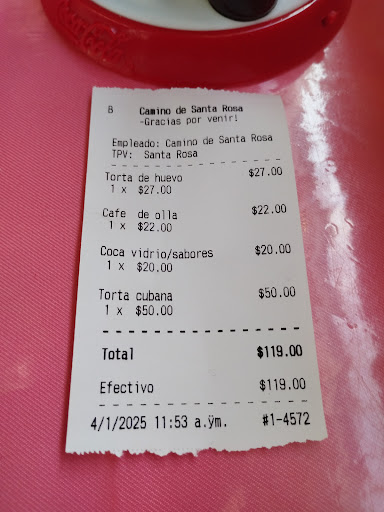 B Camino de Santa Rosa
-Gracias por venir!
Empleado: Camino de Santa Rosa
TPV: Santa Rosa
Torta de huevo $27.00
1 x $27.00
Cafe de olla $22.00
1 x $22.00
Coca vidrio/sabores $20.00
1 x $20.00
Torta cubana $50.00
1 x $50.00
Total $119.00
Efectivo $119.00
4/1/2025 11:53 a.ÿm. #1-4572